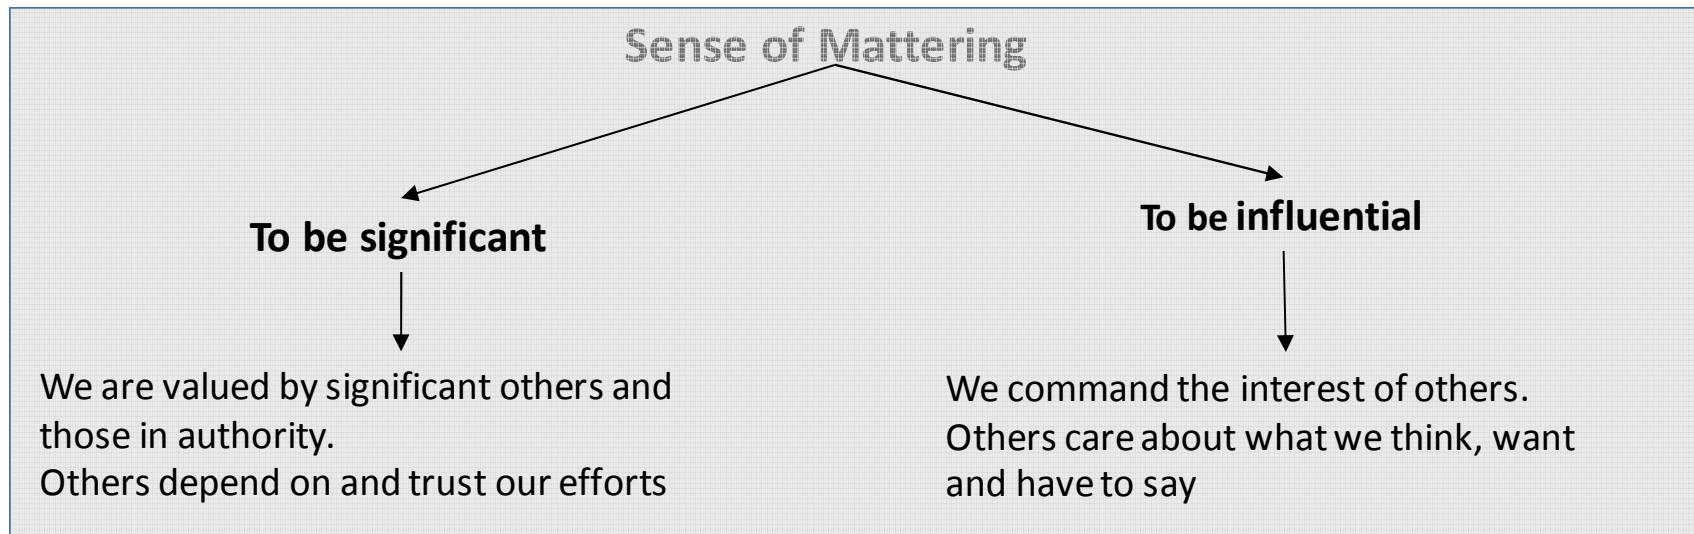 Sense of Mattering
To be significant
To be influential
We are valued by significant others and
those in authority.
Others depend on and trust our efforts
We command the interest of others.
Others care about what we think, want
and have to say